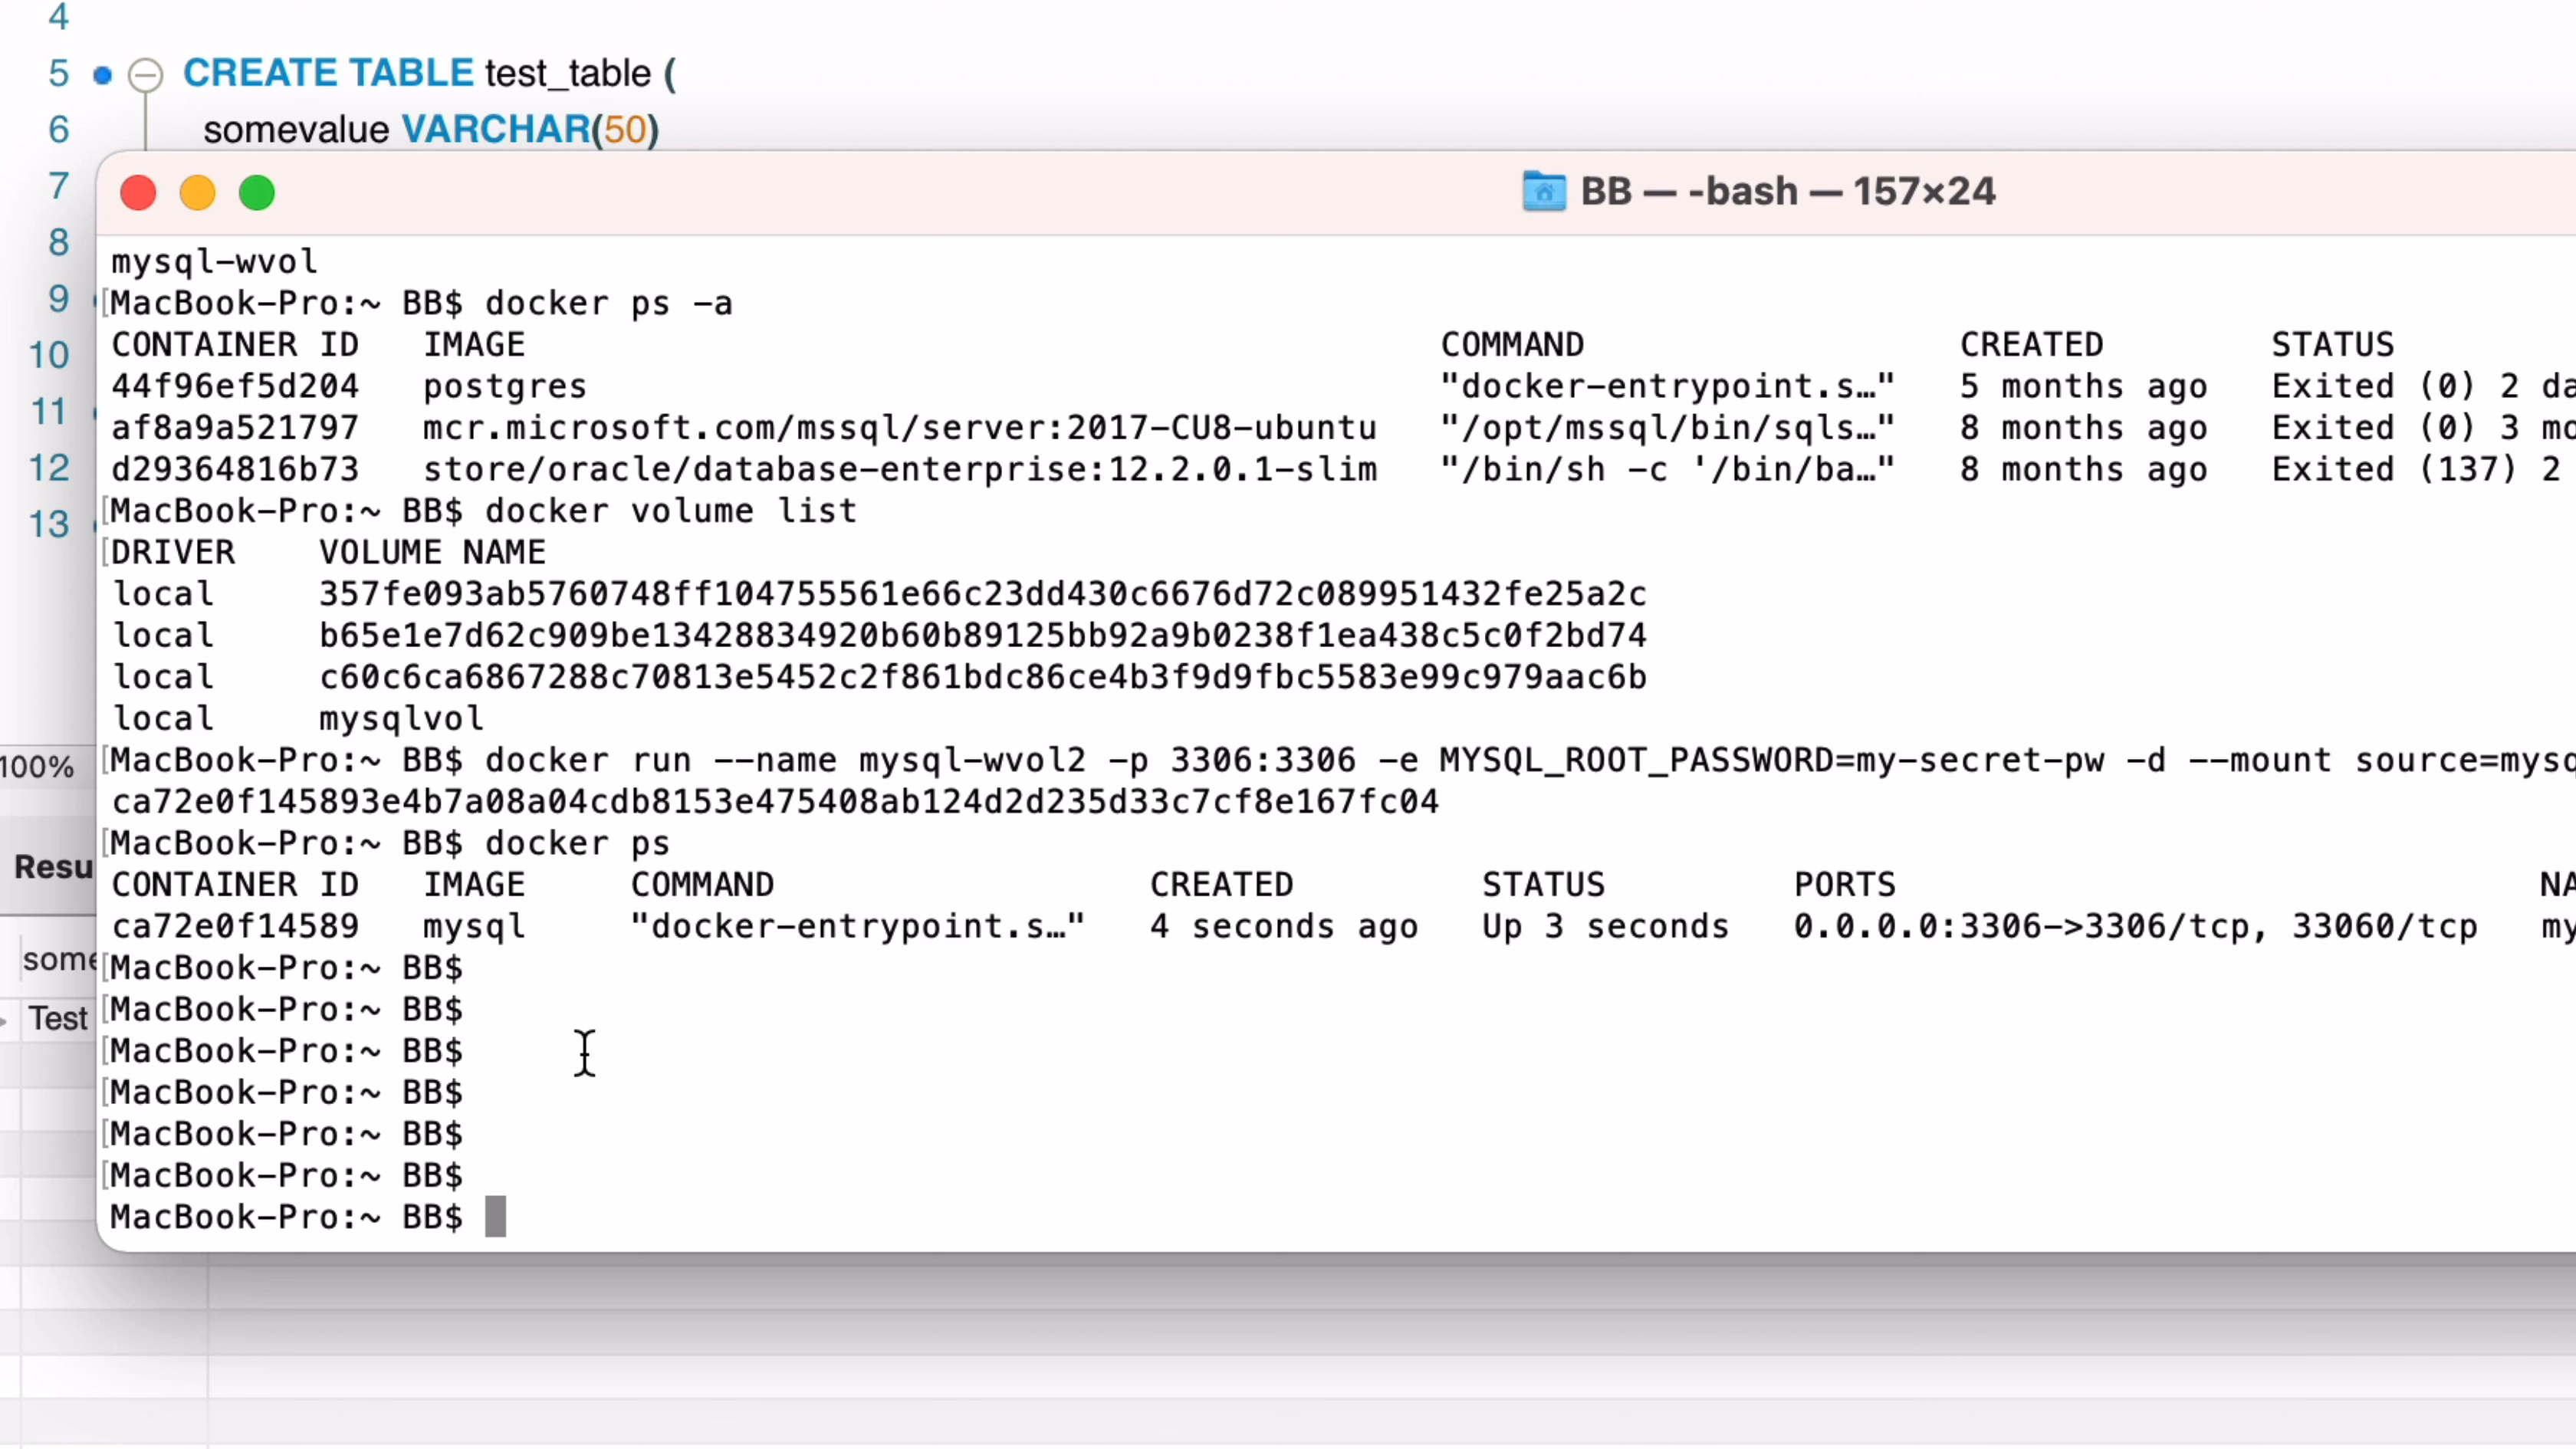 4
5 CREATE TABLE test_table (
6 somevalue VARCHAR(50)
7
BB — -bash — 157×24
8
mysql-wvol
9
[MacBook-Pro:~ BB$ docker ps -a
10
CONTAINER ID IMAGE COMMAND CREATED STATUS
44f96ef5d204 postgres "docker-entrypoint.s…" 5 months ago Exited (0) 2 da
11
af8a9a521797 mcr.microsoft.com/mssql/server:2017-CU8-ubuntu "/opt/mssql/bin/sqls…" 8 months ago Exited (0) 3 mo
12
d29364816b73 store/oracle/database-enterprise:12.2.0.1-slim "/bin/sh -c '/bin/ba…" 8 months ago Exited (137) 2
13
[MacBook-Pro:~ BB$ docker volume list
[DRIVER VOLUME NAME
local 357fe093ab5760748ff104755561e66c23dd430c6676d72c089951432fe25a2c
local b65e1e7d62c909be13428834920b60b89125bb92a9b0238f1ea438c5c0f2bd74
local c60c6ca6867288c70813e5452c2f861bdc86ce4b3f9d9fbc5583e99c979aac6b
local mysqlvol
100%
[MacBook-Pro:~ BB$ docker run --name mysql-wvol2 -p 3306:3306 -e MYSQL_ROOT_PASSWORD=my-secret-pw -d --mount source=mysq
ca72e0f145893e4b7a08a04cdb8153e475408ab124d2d235d33c7cf8e167fc04
[MacBook-Pro:~ BB$ docker ps
Resu
CONTAINER ID IMAGE COMMAND CREATED STATUS PORTS NA
ca72e0f14589 mysql "docker-entrypoint.s…" 4 seconds ago Up 3 seconds 0.0.0.0:3306->3306/tcp, 33060/tcp my
some
[MacBook-Pro:~ BB$
Test
[MacBook-Pro:~ BB$
[MacBook-Pro:~ BB$
[MacBook-Pro:~ BB$
[MacBook-Pro:~ BB$
[MacBook-Pro:~ BB$
MacBook-Pro:~ BB$